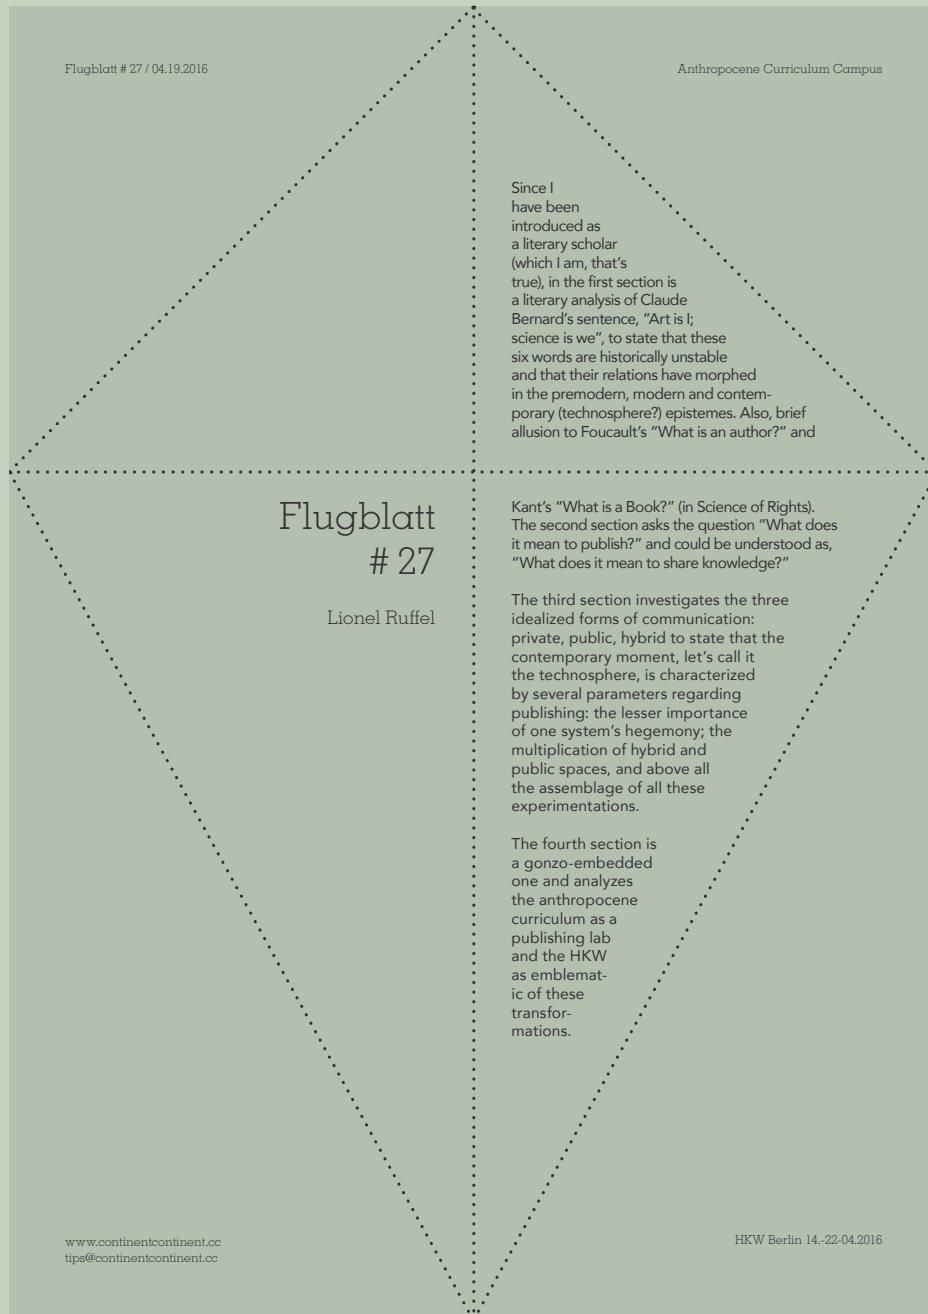 Flugblatt # 27 / 04.19.2016
Anthropocene Curriculum Campus
Since I
have been
introduced as
a literary scholar
(which I am, that’s
true), in the first section is
a literary analysis of Claude
Bernard’s sentence, “Art is I;
science is we”, to state that these
six words are historically unstable
and that their relations have morphed
in the premodern, modern and contem-
porary (technosphere?) epistemes. Also, brief
allusion to Foucault’s “What is an author?” and
Flugblatt
# 27
Lionel Ruffel
Kant’s “What is a Book?” (in Science of Rights).
The second section asks the question “What does
it mean to publish?” and could be understood as,
“What does it mean to share knowledge?”
The third section investigates the three
idealized forms of communication:
private, public, hybrid to state that the
contemporary moment, let’s call it
the technosphere, is characterized
by several parameters regarding
publishing: the lesser importance
of one system’s hegemony; the
multiplication of hybrid and
public spaces, and above all
the assemblage of all these
experimentations.
The fourth section is
a gonzo-embedded
one and analyzes
the anthropocene
curriculum as a
publishing lab
and the HKW
as emblemat-
ic of these
transfor-
mations.
www.continentcontinent.cc
tips@continentcontinent.cc
HKW Berlin 14.-22-04.2016